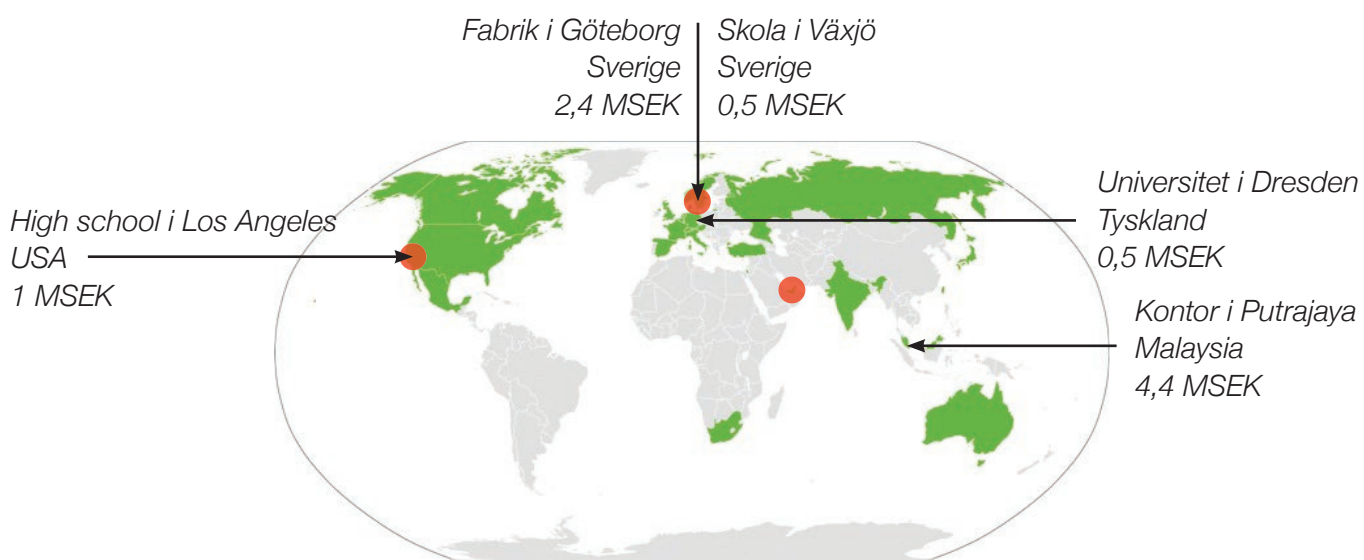 Fabrik i Göteborg
Sverige
2,4 MSEK
Skola i Växjö
Sverige
0,5 MSEK
Universitet i Dresden
Tyskland
0,5 MSEK
High school i Los Angeles
USA
1 MSEK
Kontor i Putrajaya
Malaysia
4,4 MSEK